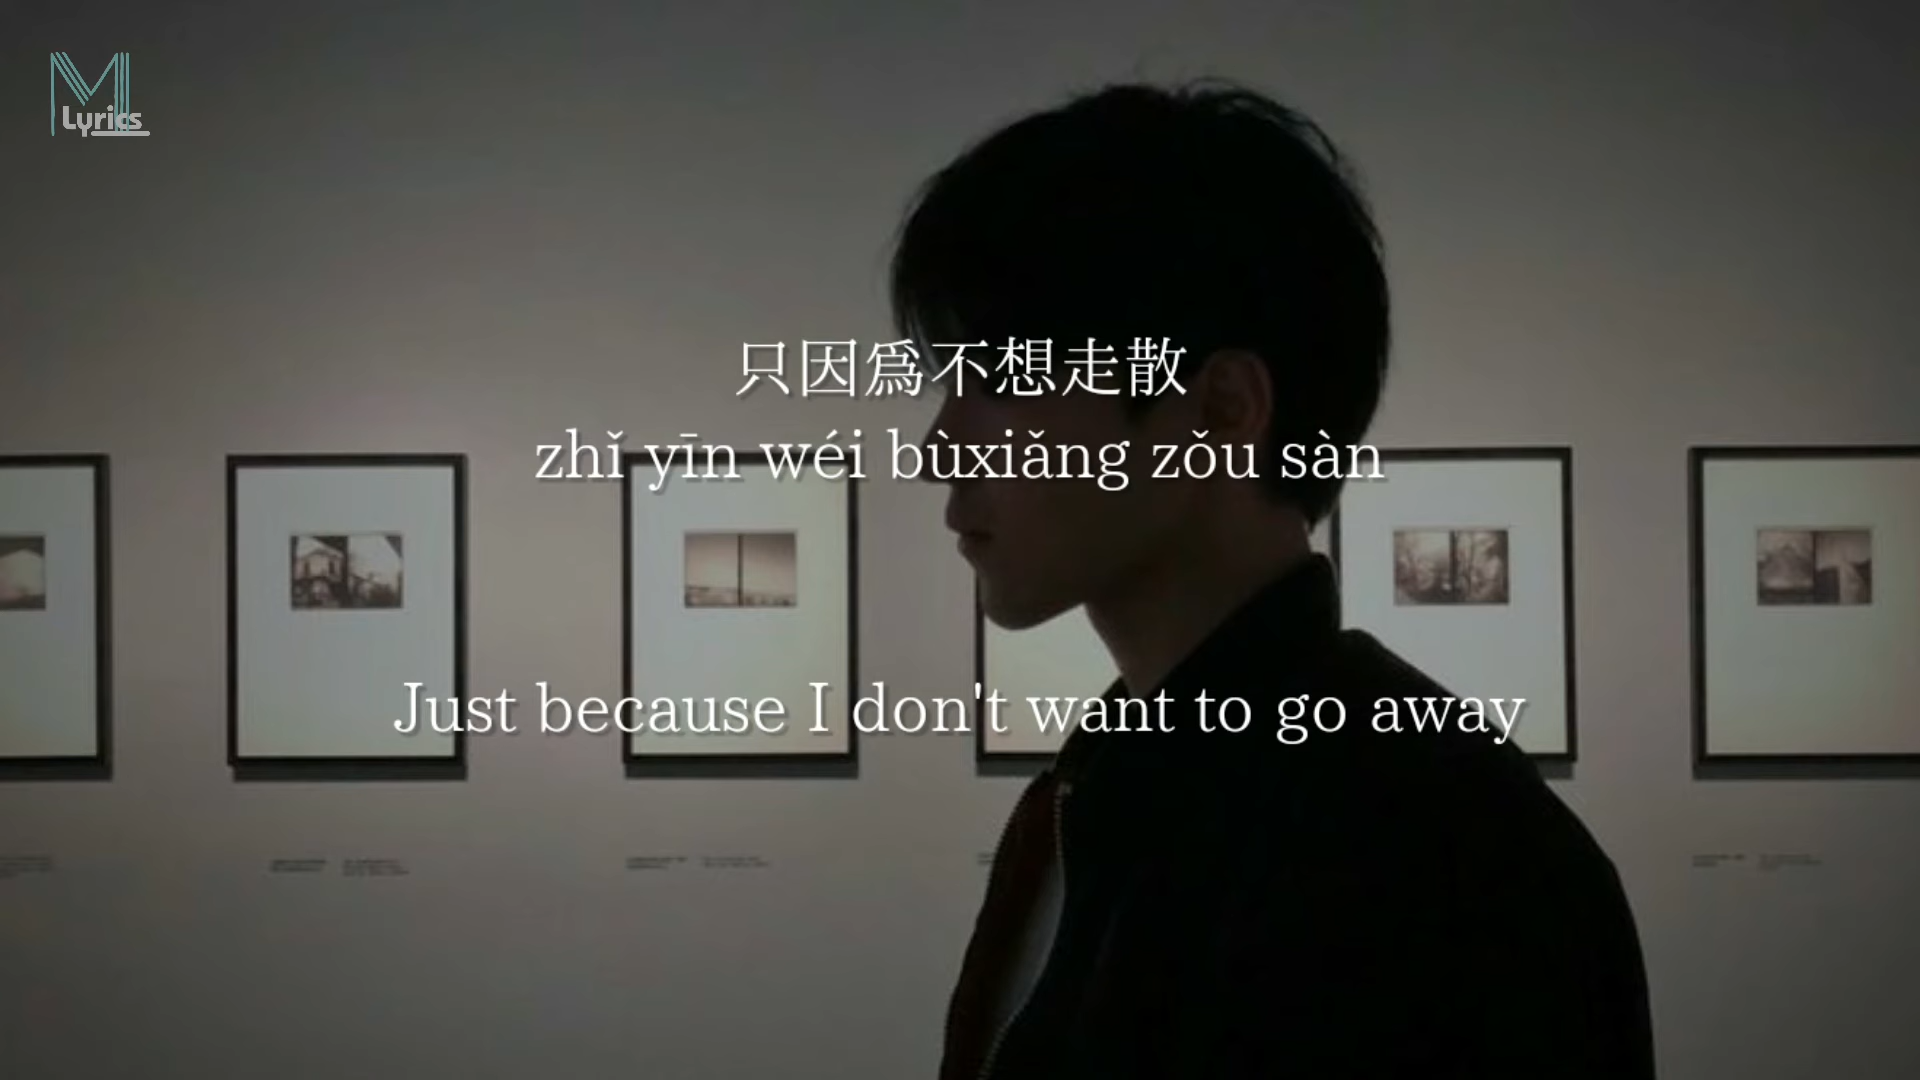 M
Lyrics
只因爲不想走散
zhǐ yīn wéi bùxiǎng zǒu sàn
Just because I don't want to go away